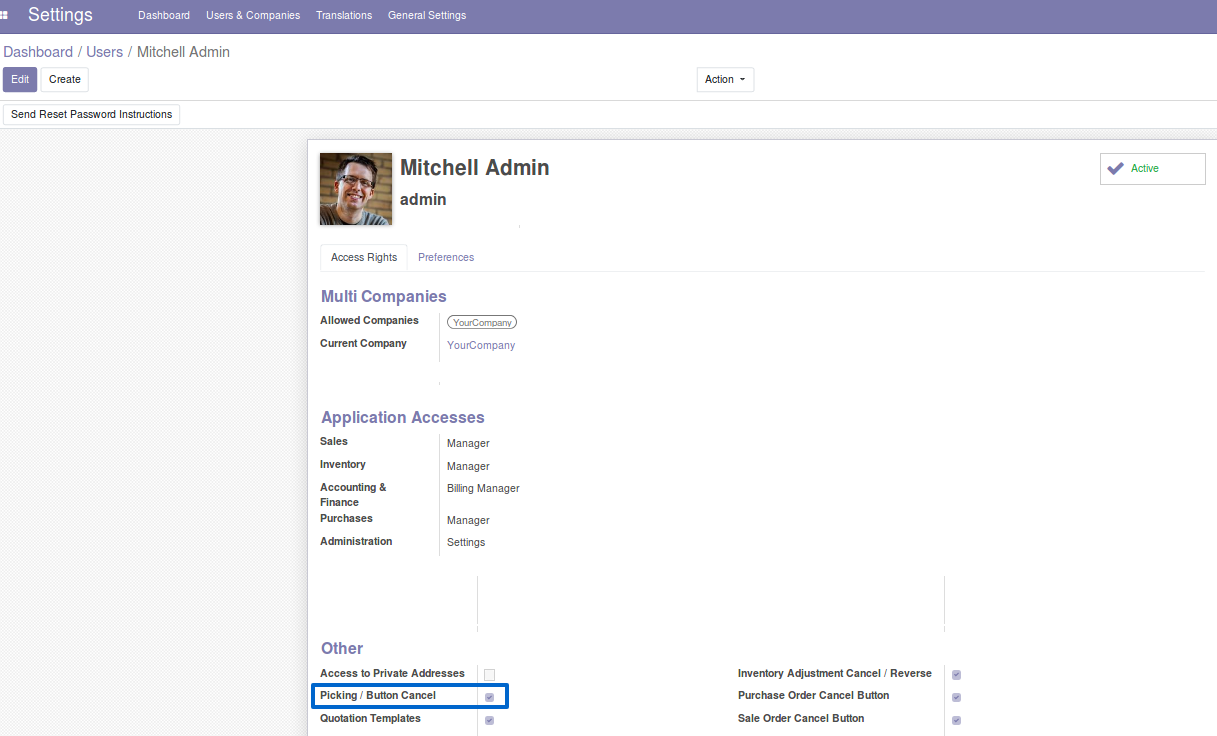 Settings Dashboard Users & Companies Translations General Settings
Dashboard / Users / Mitchell Admin
Edit Create Action
Send Reset Password Instructions
Mitchell Admin
Active
admin
Access Rights Preferences
Multi Companies
Allowed Companies YourCompany
Current Company YourCompany
Application Accesses
Sales Manager
Inventory Manager
Accounting & Billing Manager
Finance
Purchases Manager
Administration Settings
Other
Access to Private Addresses Inventory Adjustment Cancel / Reverse
Picking / Button Cancel Purchase Order Cancel Button
Quotation Templates Sale Order Cancel Button